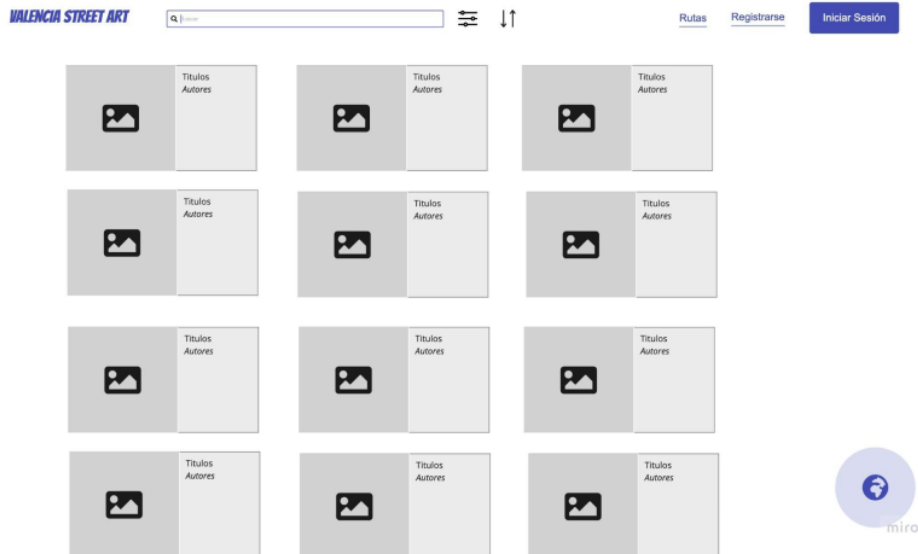 VALENCIA STREET ART
Buscar
Rutas
Registrarse
Iniciar Sesión
Titulos
Autores
Titulos
Autores
Titulos
Autores
Titulos
Autores
Titulos
Autores
Titulos
Autores
Titulos
Autores
Titulos
Autores
Titulos
Autores
Titulos
Autores
Titulos
Autores
Titulos
Autores
miro